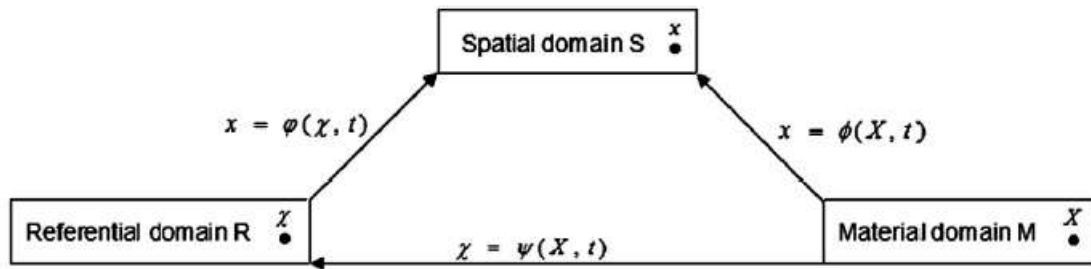 Spatial domain S
x
x = φ(χ, t)
x = ϕ(X, t)
Referential domain R
χ
χ = ψ(X, t)
Material domain M
X